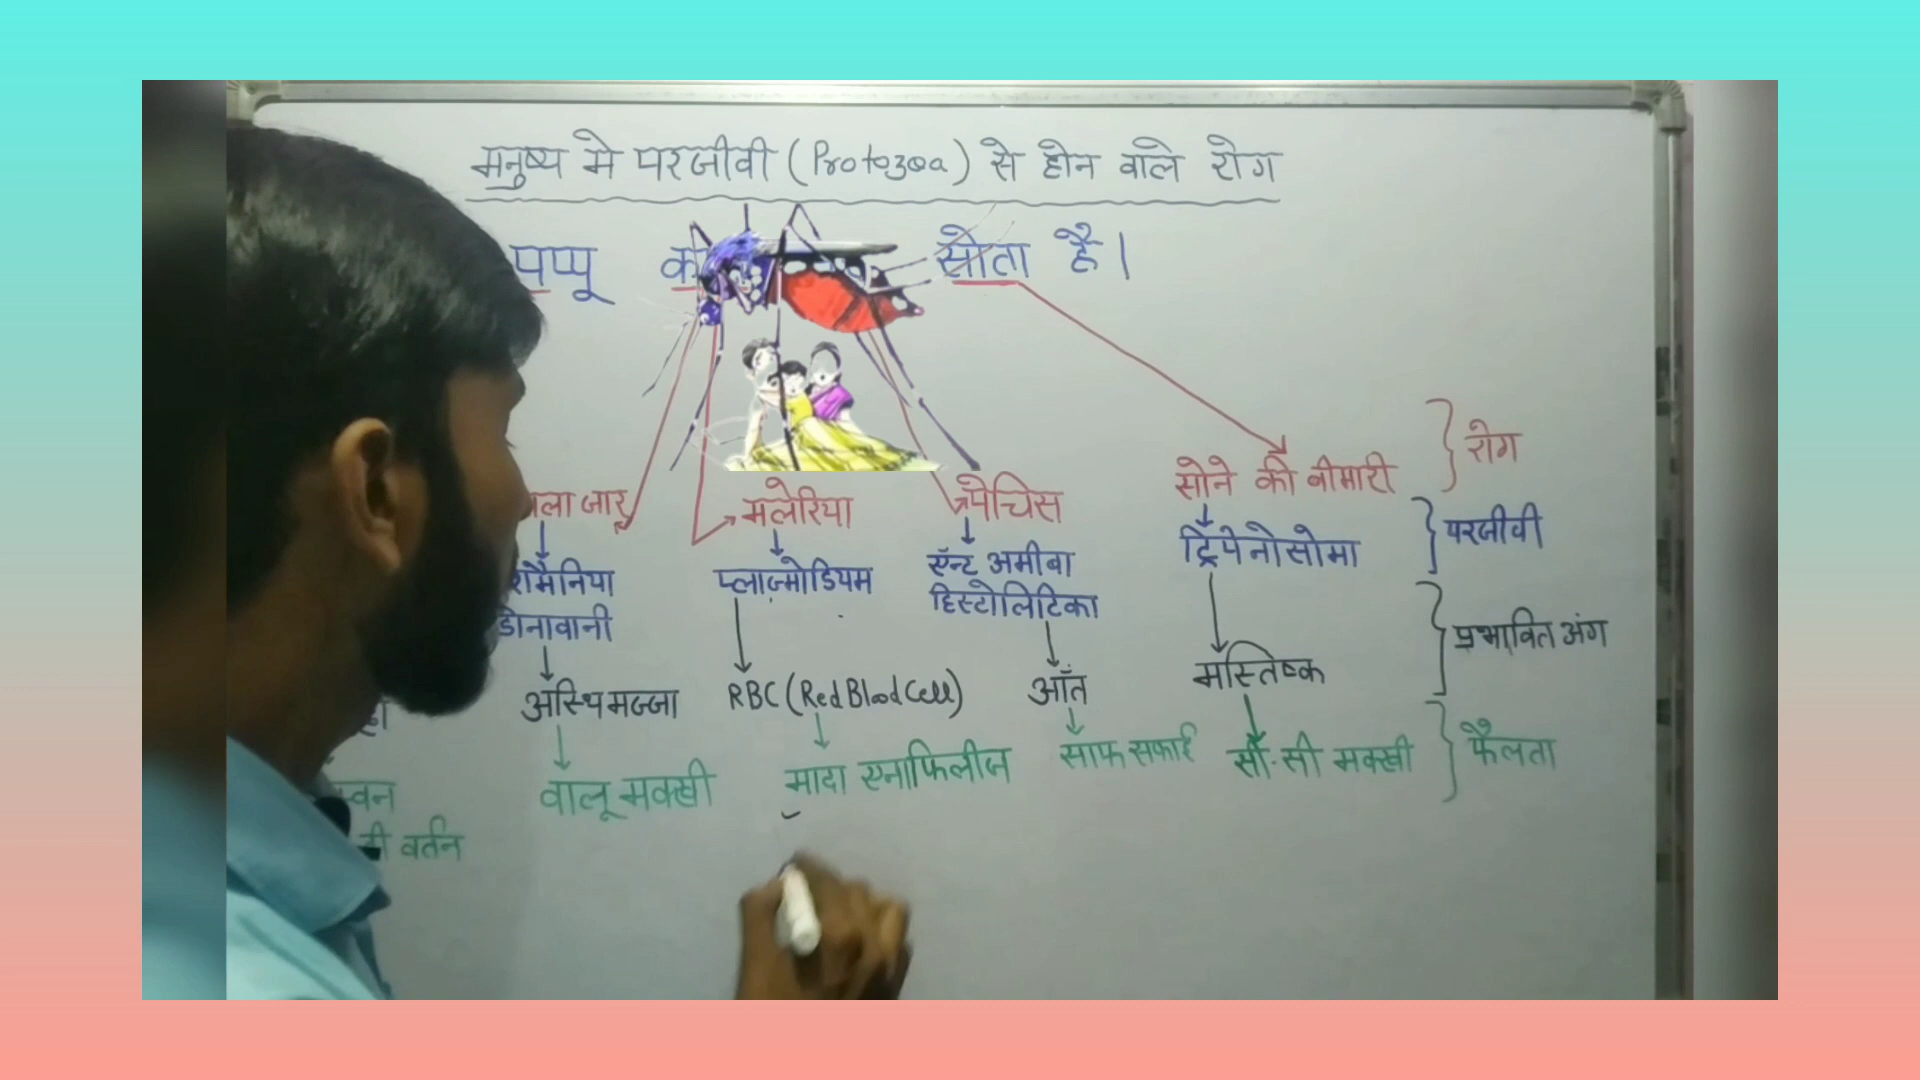 मनुष्य मे परजीवी (Protozoa) से होन वाले रोग
पप्पू सोता है।
रोग
सोने की बीमारी
मलेरिया पेचिस
परजीवी
ट्रिपेनोसोमा
प्लाज़्मोडियम एॅन्ट अमीबा
हिस्टोलिटिका
डोनावानी
प्रभावित अंग
अस्थिमज्जा RBC (Red Blood Cell) आँत मस्तिष्क
वालू मक्खी मादा एनाफिलीज साफ सफाई सी-सी मक्खी फैलता
वर्तन